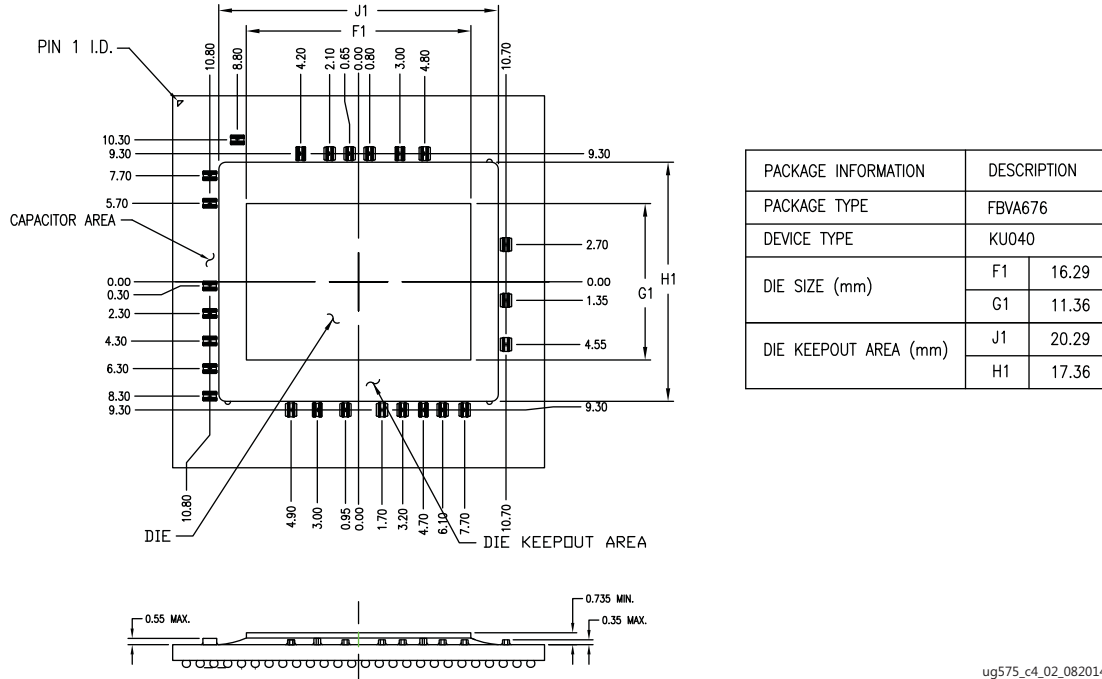 J1
F1
PIN 1 I.D.
10.80
8.80
4.20
2.10
0.65
0.00
0.80
3.00
4.80
10.70
10.30
9.30
9.30
7.70
5.70
CAPACITOR AREA
2.70
0.00
0.30
0.00
G1
H1
1.35
2.30
4.30
4.55
6.30
8.30
9.30
9.30
10.80
4.90
3.00
0.95
0.00
1.70
3.20
4.70
6.10
7.70
10.70
DIE
DIE KEEPOUT AREA
PACKAGE INFORMATION DESCRIPTION
PACKAGE TYPE FBVA676
DEVICE TYPE KU040
DIE SIZE (mm) F1 16.29
G1 11.36
DIE KEEPOUT AREA (mm) J1 20.29
H1 17.36
0.55 MAX.
0.735 MIN.
0.35 MAX.
ug575_c4_02_082014